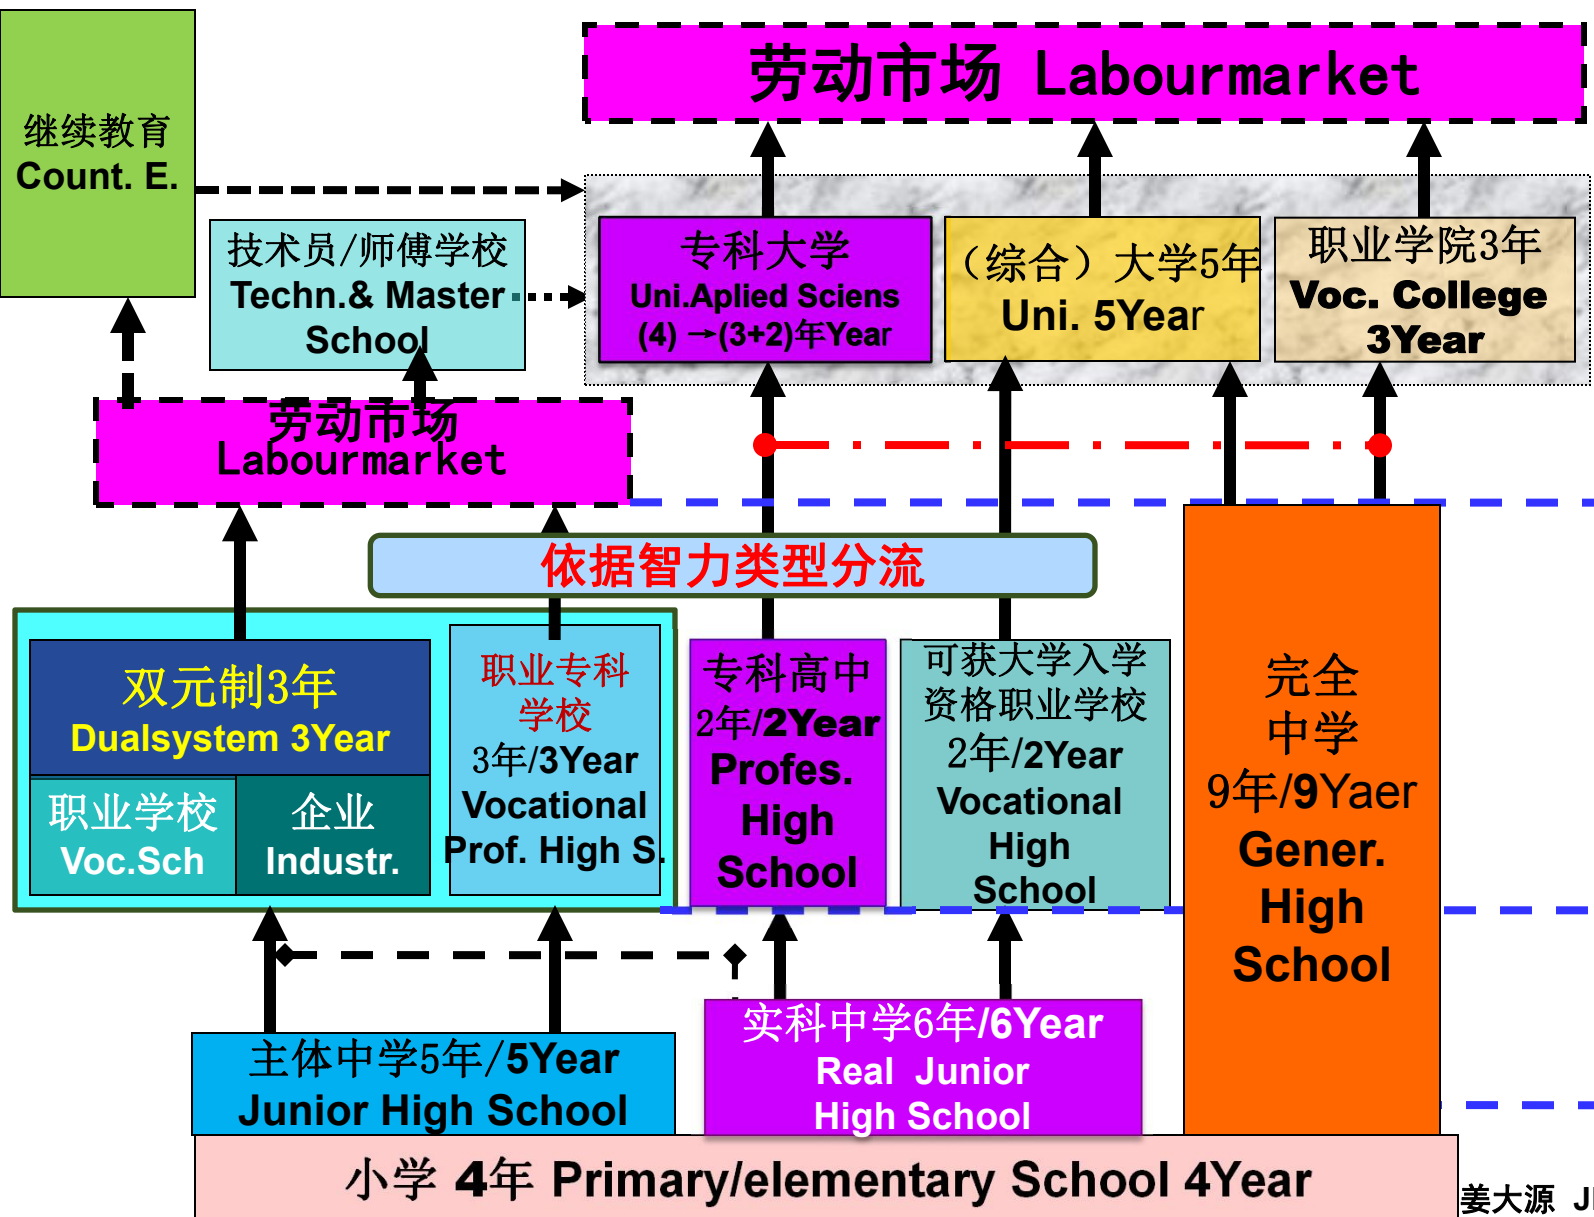 劳动市场 Labourmarket
继续教育
Count. E.
技术员/师傅学校
Techn.& Master
School
专科大学
Uni.Aplied Sciens
(4) →(3+2)年Year
（综合）大学5年
Uni. 5Year
职业学院3年
Voc. College
3Year
劳动市场
Labourmarket
依据智力类型分流
双元制3年
Dualsystem 3Year
职业学校
Voc.Sch
企业
Industr.
职业专科
学校
3年/3Year
Vocational
Prof. High S.
专科高中
2年/2Year
Profes.
High
School
可获大学入学
资格职业学校
2年/2Year
Vocational
High
School
完全
中学
9年/9Yaer
Gener.
High
School
主体中学5年/5Year
Junior High School
实科中学6年/6Year
Real Junior
High School
小学 4年 Primary/elementary School 4Year
姜大源